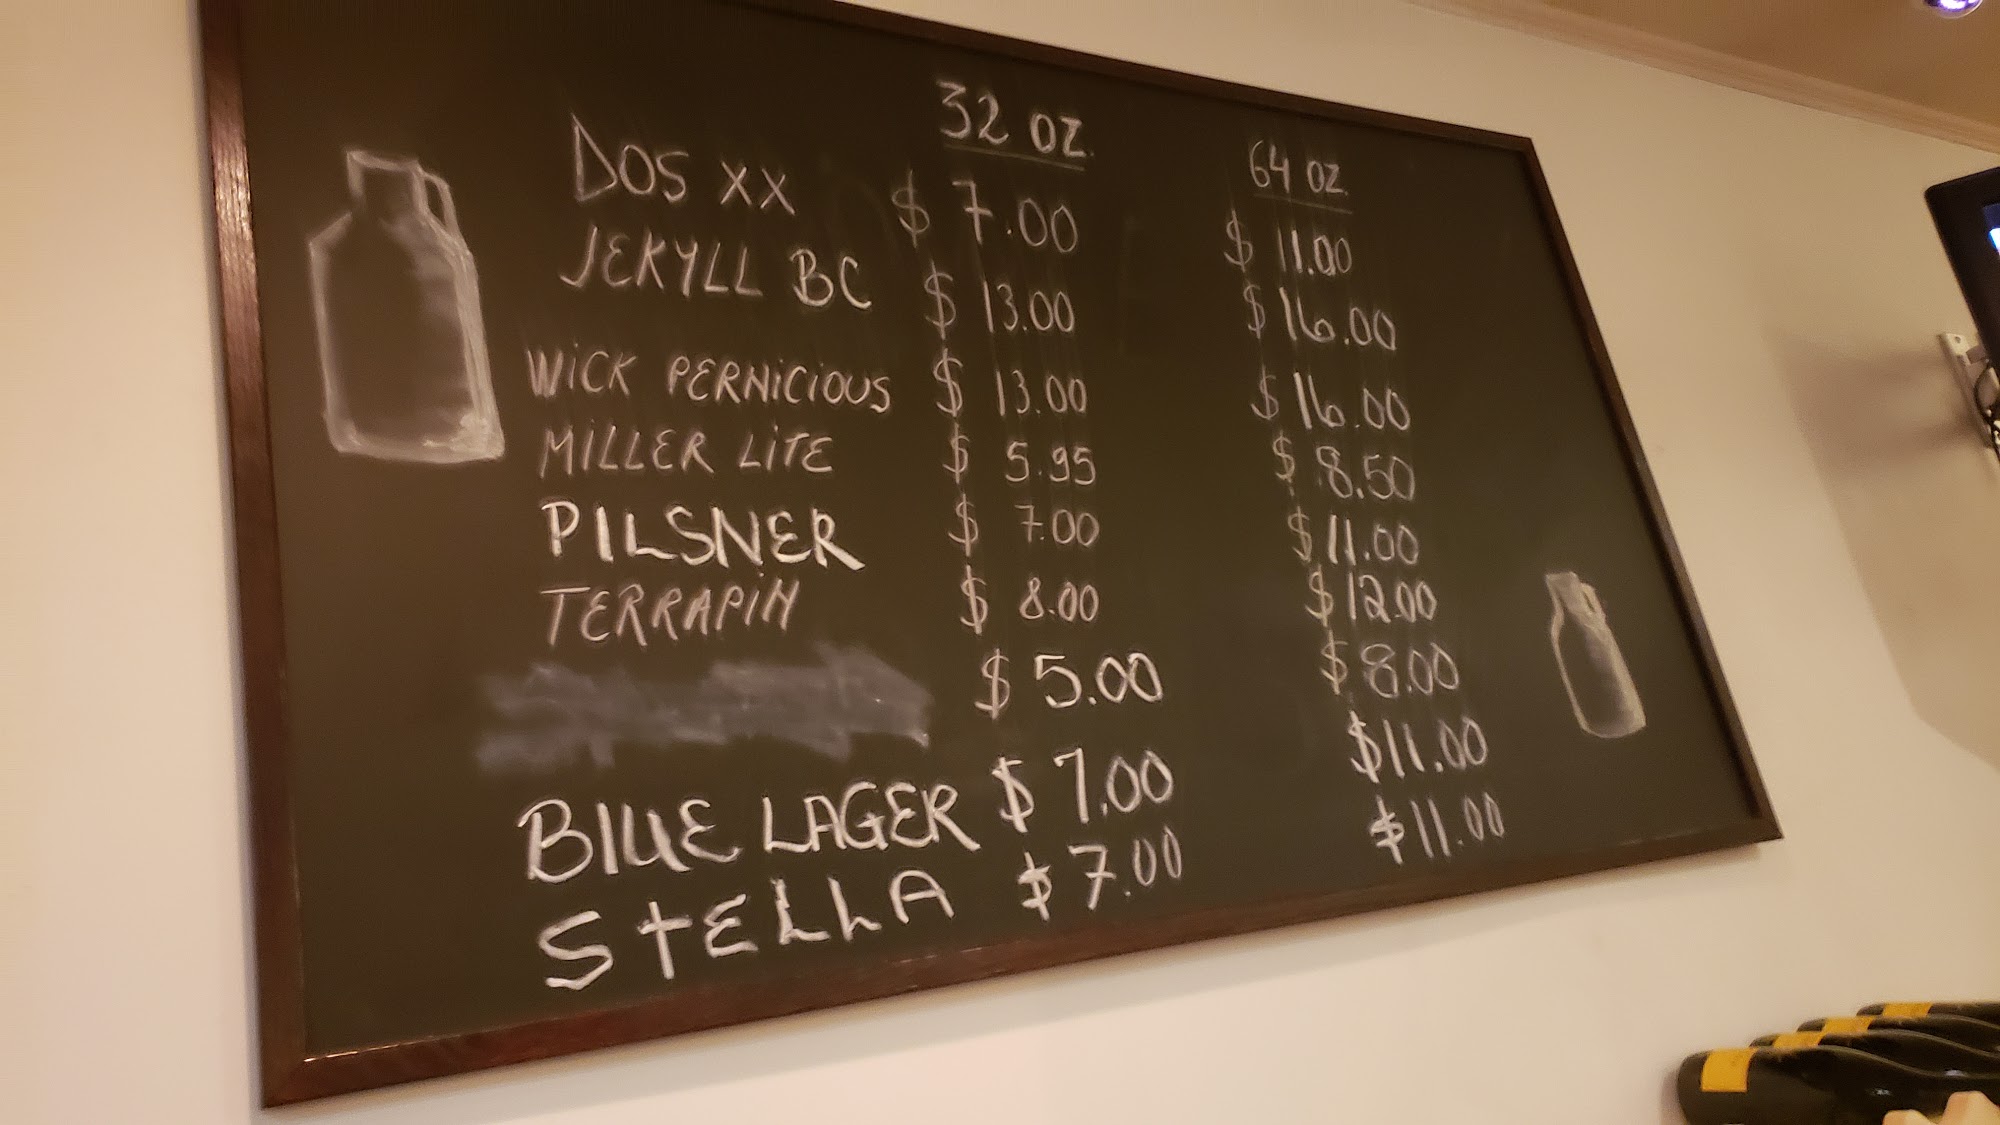 32 OZ. 64 OZ.
DOS XX $ 7.00 $ 11.00
JEKYLL BC $ 13.00 $ 16.00
WiCK PERNiCiOUS $ 13.00 $ 16.00
MiLLER LiTE $ 5.95 $ 8.50
PILSNER $ 7.00 $ 11.00
TERRAPiN $ 8.00 $ 12.00
$ 5.00 $ 8.00
BlUE LAGER $ 7.00 $ 11.00
STELLA $ 7.00 $ 11.00